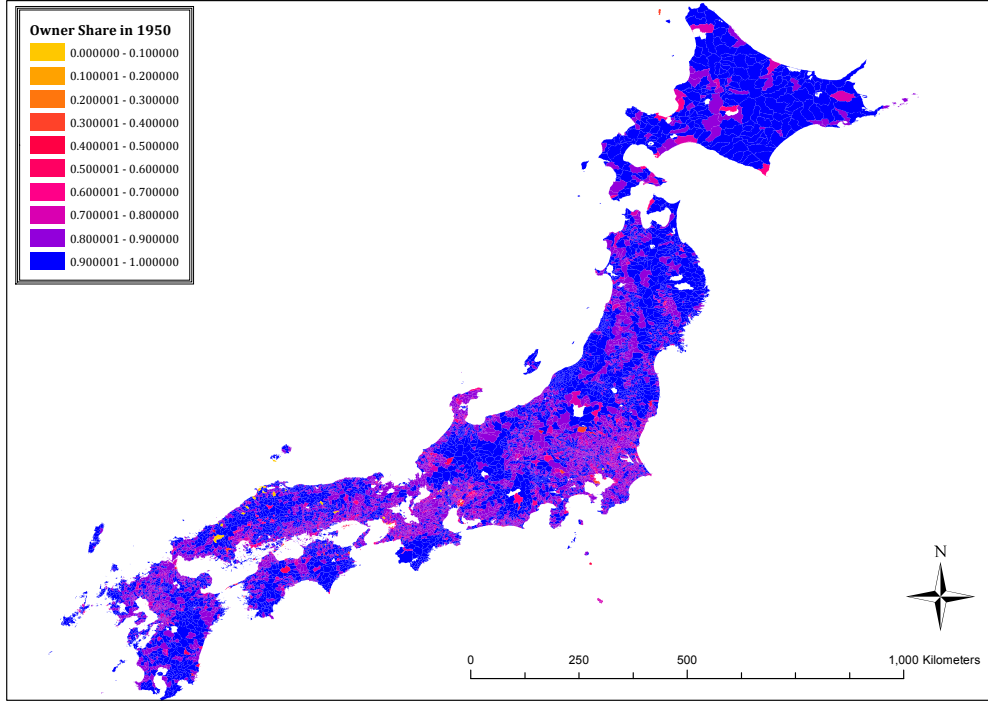 Owner Share in 1950
0.000000 - 0.100000
0.100001 - 0.200000
0.200001 - 0.300000
0.300001 - 0.400000
0.400001 - 0.500000
0.500001 - 0.600000
0.600001 - 0.700000
0.700001 - 0.800000
0.800001 - 0.900000
0.900001 - 1.000000
N
0 250 500 1,000 Kilometers